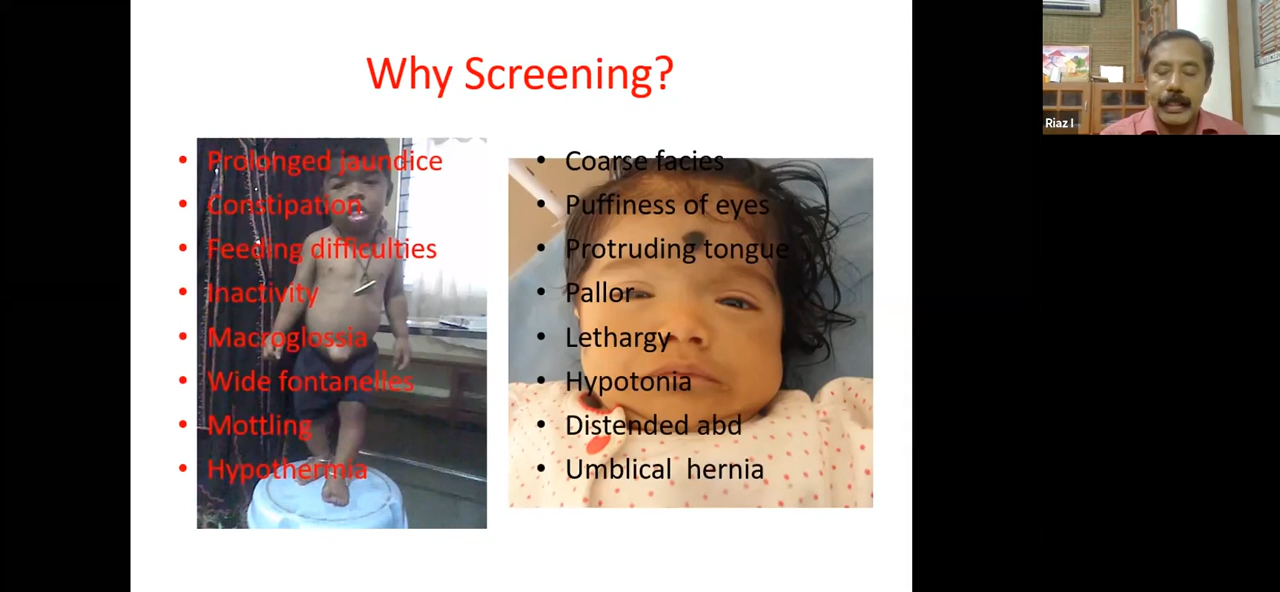 Why Screening?
• Prolonged jaundice
• Constipation
• Feeding difficulties
• Inactivity
• Macroglossia
• Wide fontanelles
• Mottling
• Hypothermia
• Coarse facies
• Puffiness of eyes
• Protruding tongue
• Pallor
• Lethargy
• Hypotonia
• Distended abd
• Umblical hernia
Riaz I